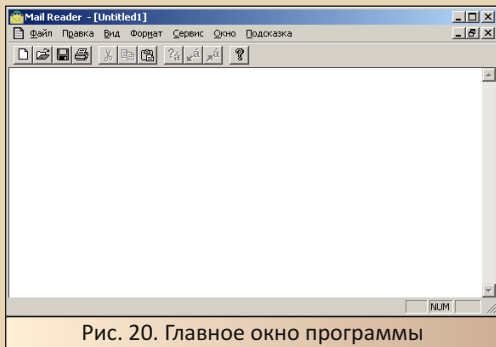 Mail Reader - [Untitled1]
Файл Правка Вид Формат Сервис Окно Подсказка
?á á á ?
NUM
Рис. 20. Главное окно программы